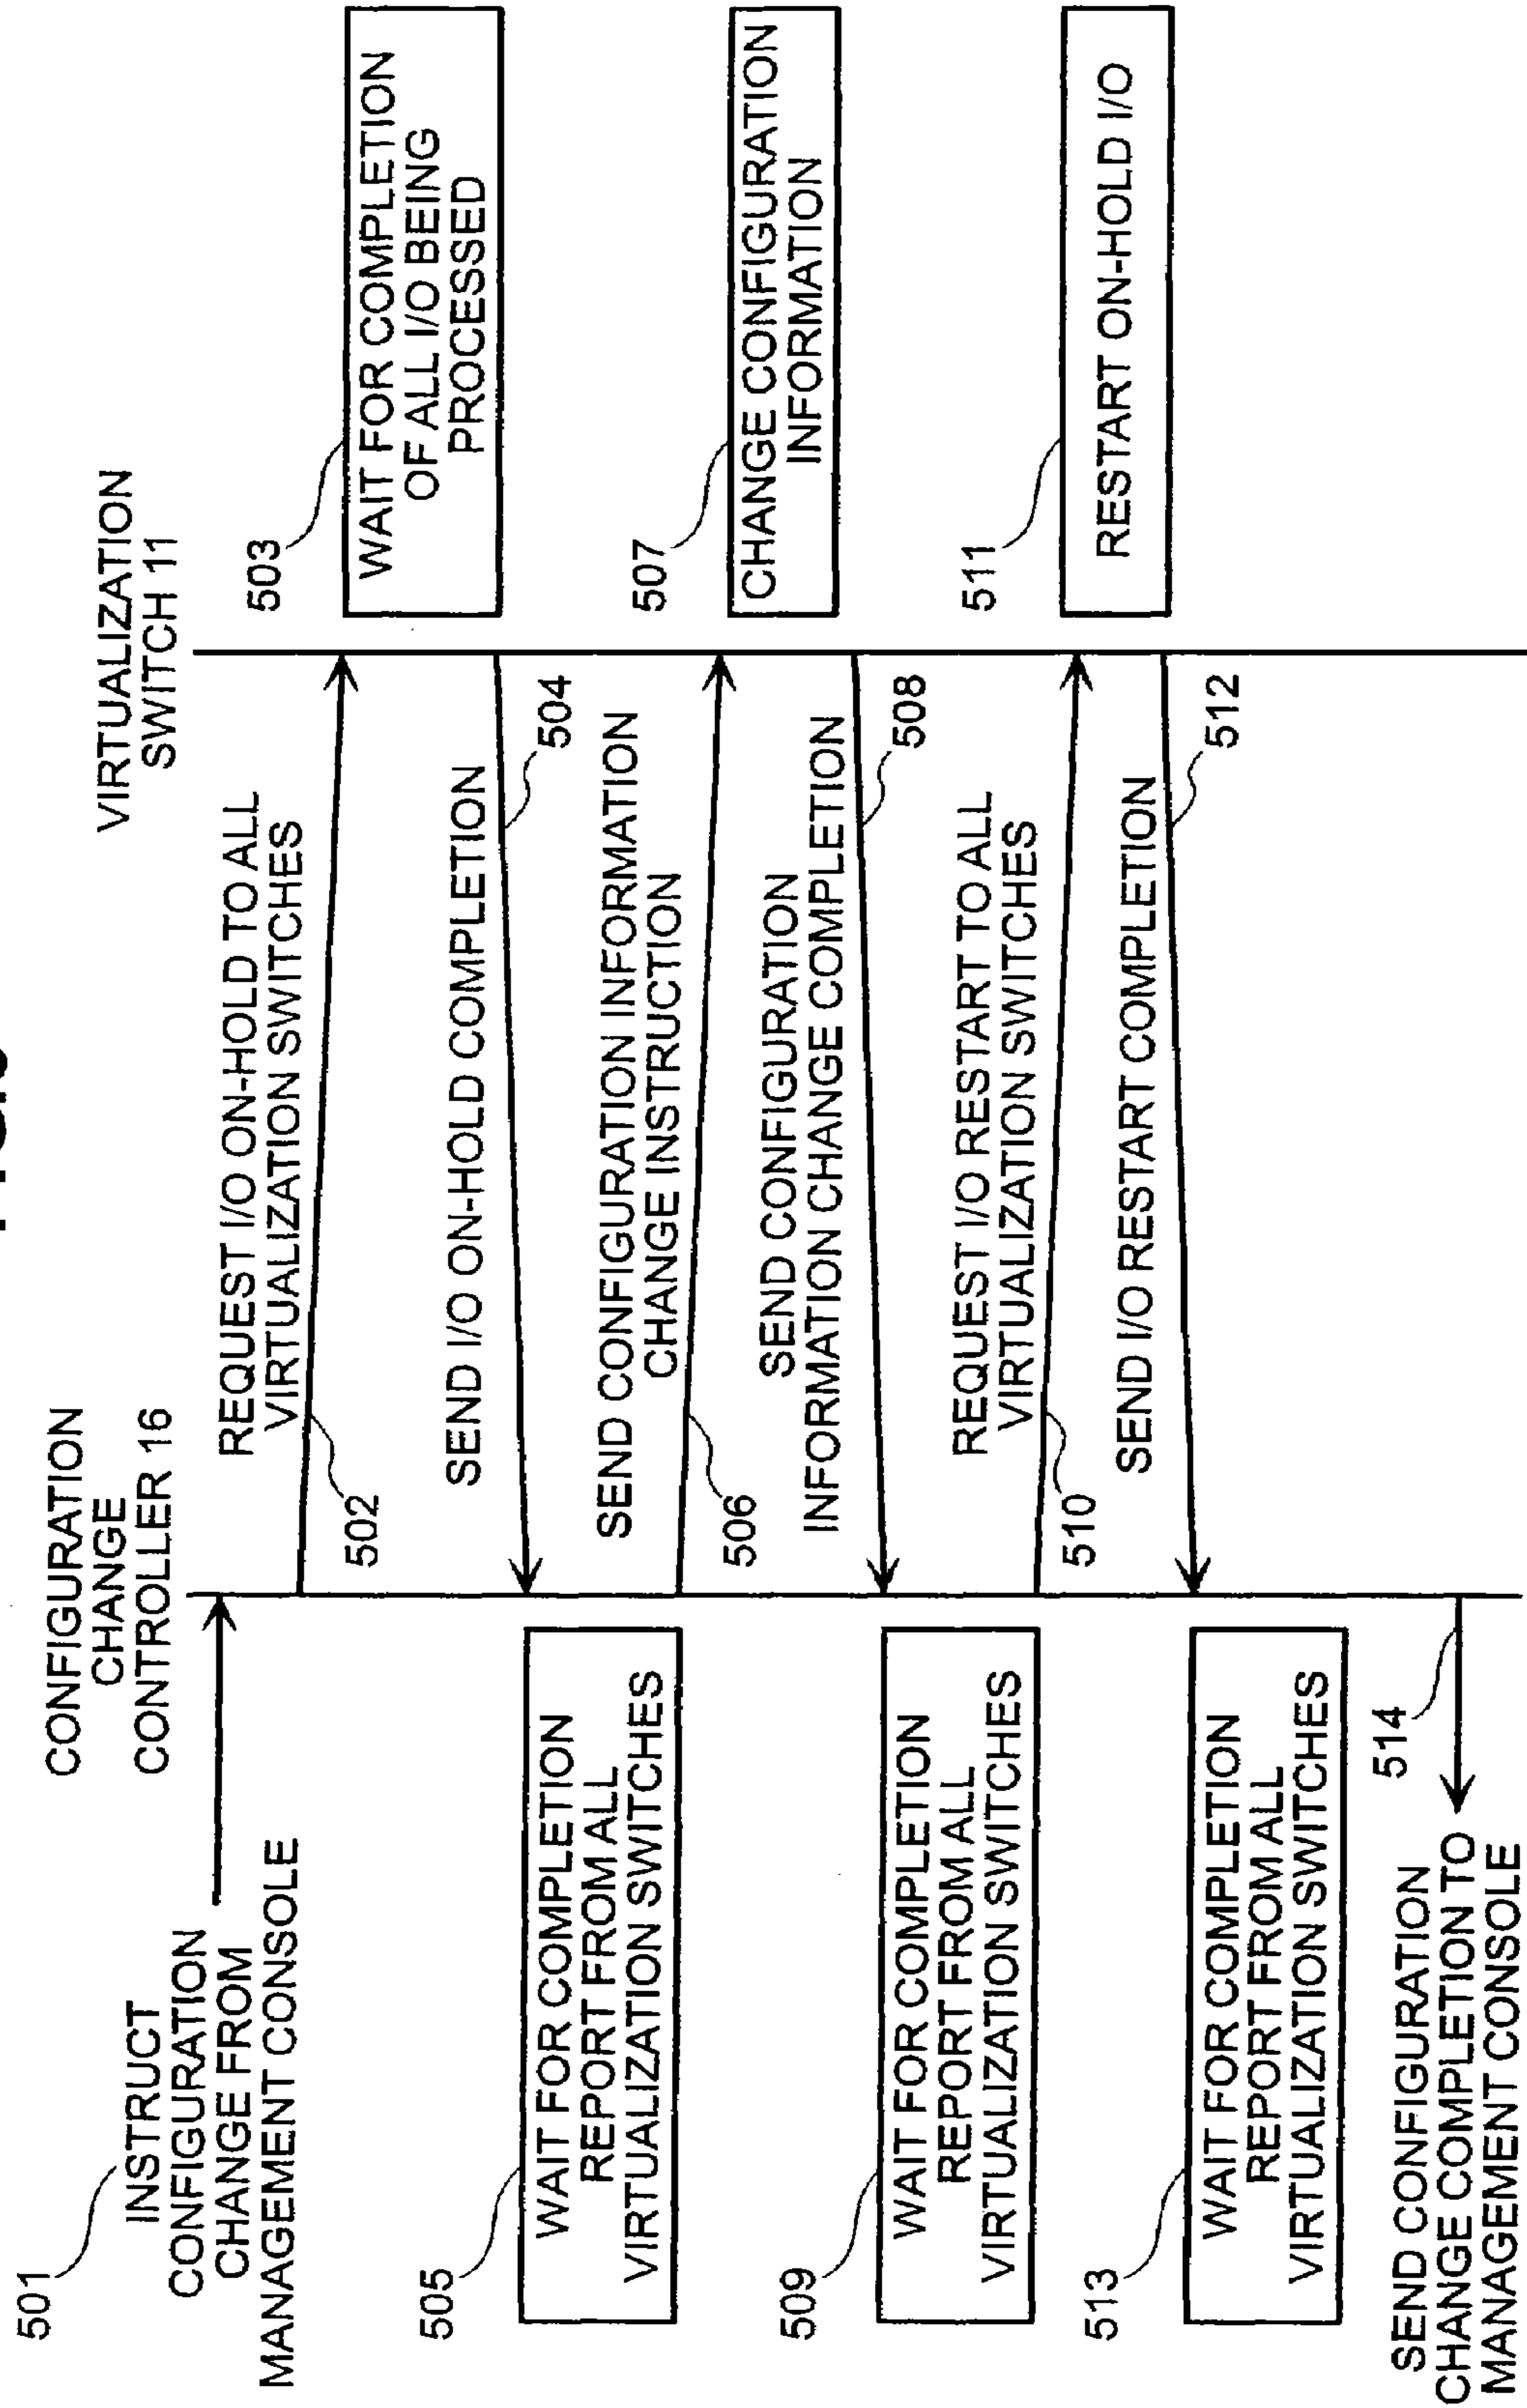 CONFIGURATION
CHANGE
CONTROLLER 16
VIRTUALIZATION
SWITCH 11
501
INSTRUCT
CONFIGURATION
CHANGE FROM
MANAGEMENT CONSOLE
REQUEST I/O ON-HOLD TO ALL
VIRTUALIZATION SWITCHES
502
503
WAIT FOR COMPLETION
OF ALL I/O BEING
PROCESSED
SEND I/O ON-HOLD COMPLETION
504
505
WAIT FOR COMPLETION
REPORT FROM ALL
VIRTUALIZATION SWITCHES
SEND CONFIGURATION INFORMATION
CHANGE INSTRUCTION
506
507
CHANGE CONFIGURATION
INFORMATION
SEND CONFIGURATION
INFORMATION CHANGE COMPLETION
508
509
WAIT FOR COMPLETION
REPORT FROM ALL
VIRTUALIZATION SWITCHES
REQUEST I/O RESTART TO ALL
VIRTUALIZATION SWITCHES
510
511
RESTART ON-HOLD I/O
SEND I/O RESTART COMPLETION
512
513
WAIT FOR COMPLETION
REPORT FROM ALL
VIRTUALIZATION SWITCHES
514
SEND CONFIGURATION
CHANGE COMPLETION TO
MANAGEMENT CONSOLE